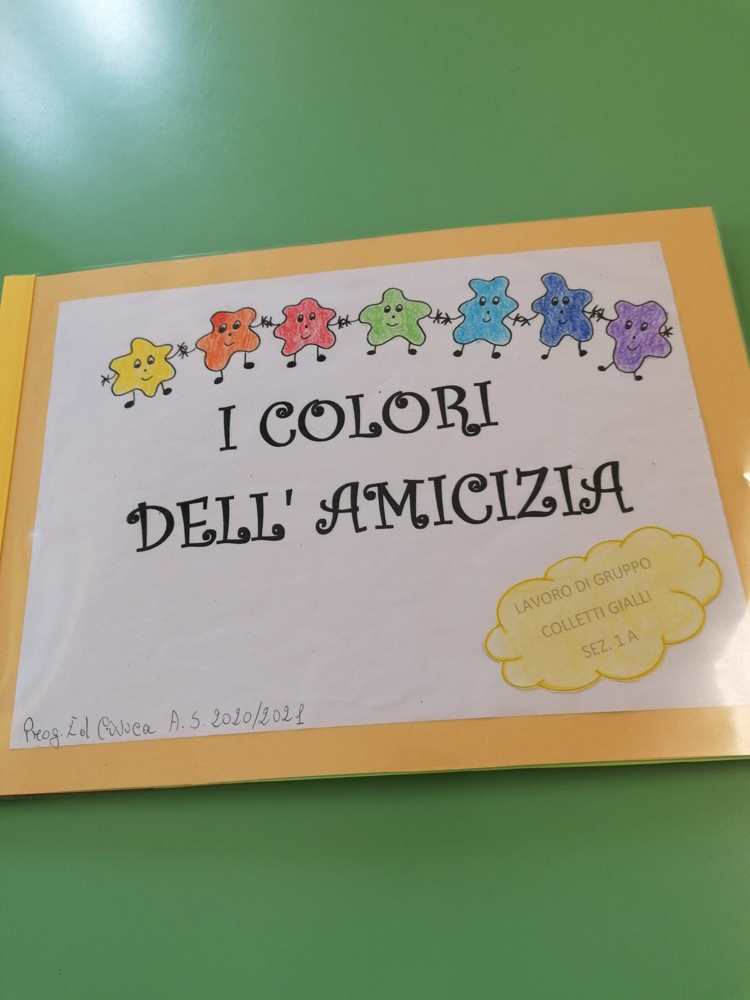 I COLORI
DELL' AMICIZIA
LAVORO DI GRUPPO
COLLETTI GIALLI
SEZ. 1 A
Prog. Ed Civica A. S. 2020/2021